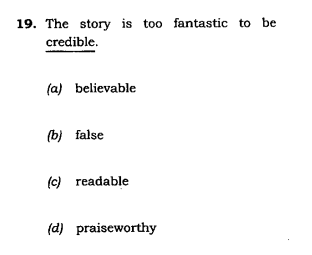 19. The story is too fantastic to be
credible.
(a) believable
(b) false
(c) readable
(d) praiseworthy